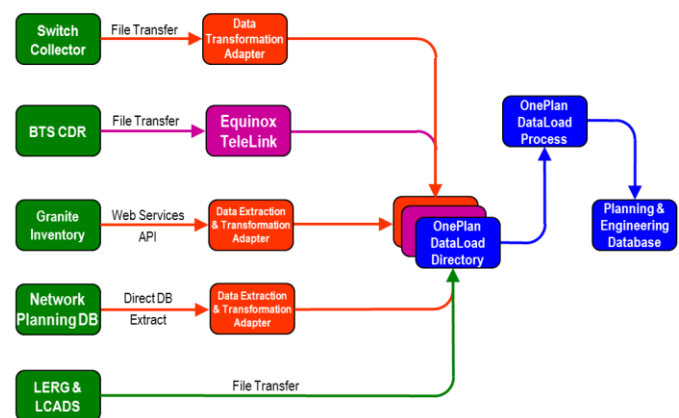 Switch
Collector
File Transfer
Data
Transformation
Adapter
BTS CDR
File Transfer
Equinox
TeleLink
OnePlan
DataLoad
Process
Granite
Inventory
Web Services
API
Data Extraction
& Transformation
Adapter
OnePlan
DataLoad
Directory
Planning &
Engineering
Database
Network
Planning DB
Direct DB
Extract
Data Extraction
& Transformation
Adapter
LERG &
LCADS
File Transfer